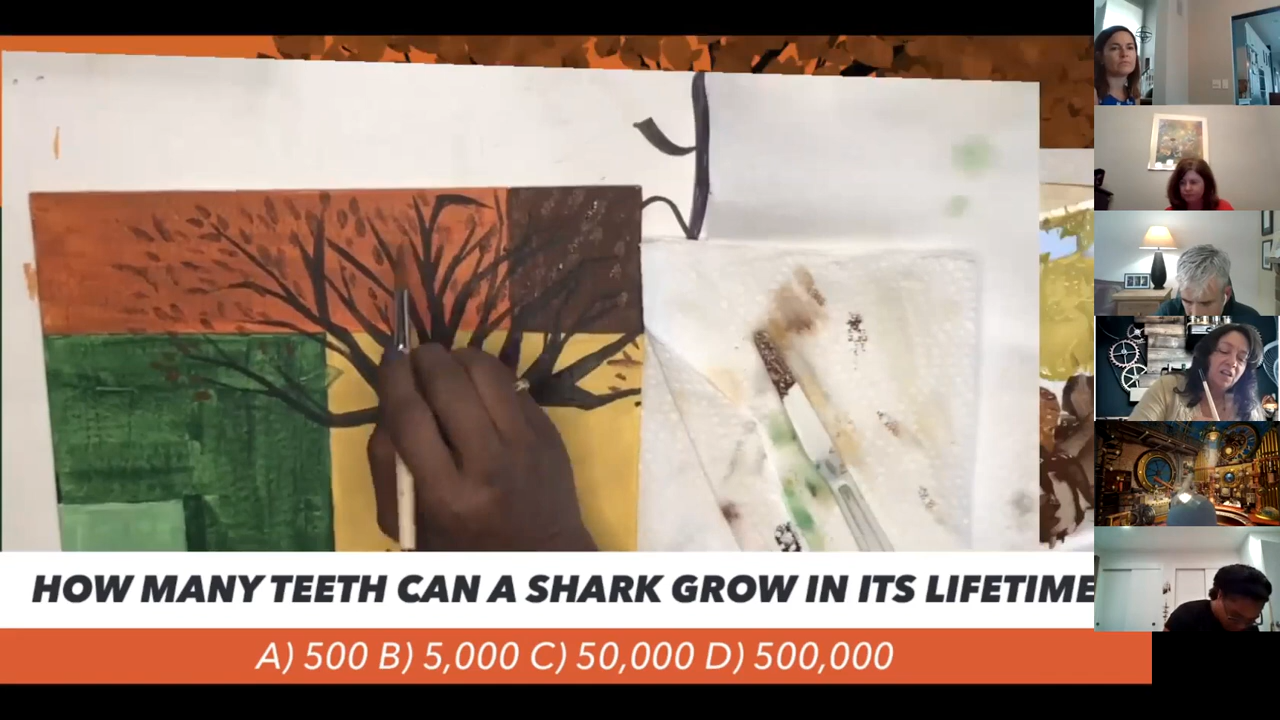 HOW MANY TEETH CAN A SHARK GROW IN ITS LIFETIME
A) 500 B) 5,000 C) 50,000 D) 500,000